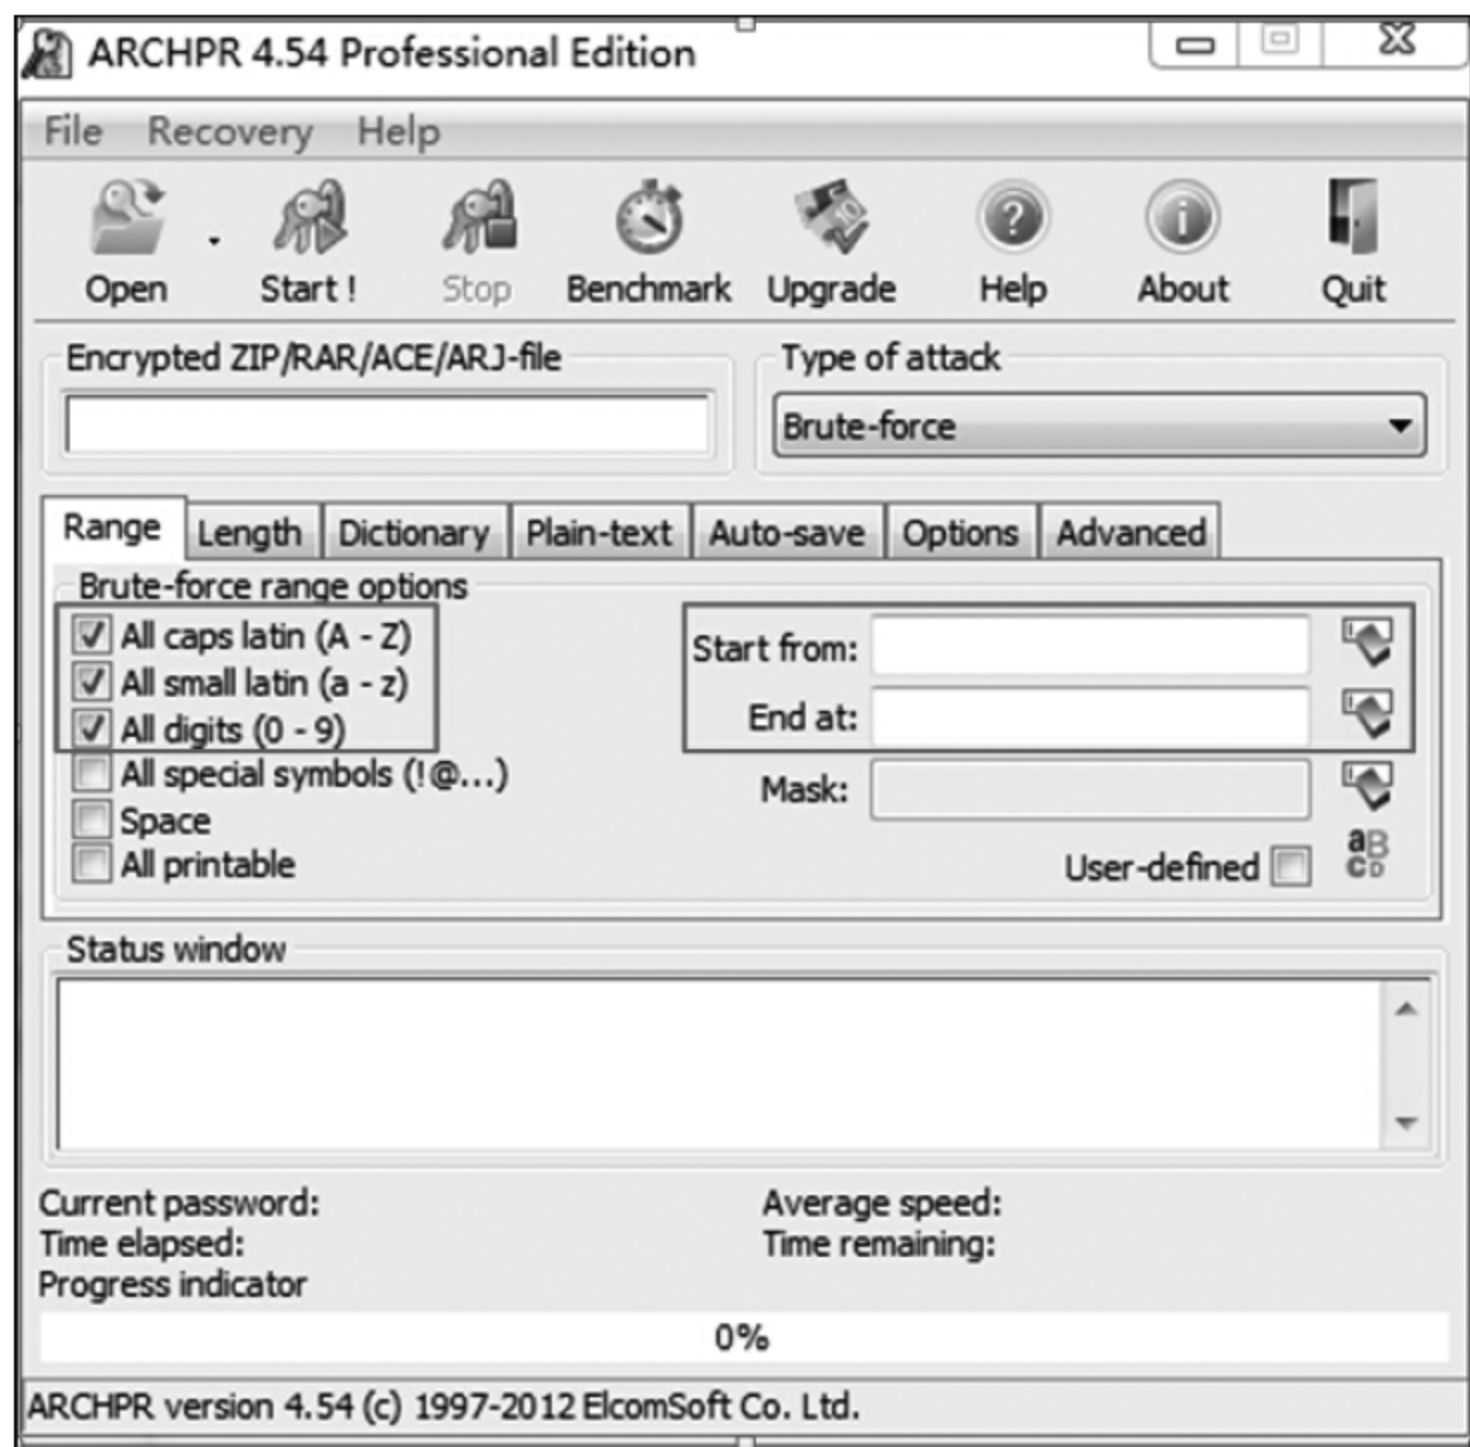 ARCHPR 4.54 Professional Edition
File Recovery Help
Open Start ! Stop Benchmark Upgrade Help About Quit
Encrypted ZIP/RAR/ACE/ARJ-file
Type of attack
Brute-force
Range Length Dictionary Plain-text Auto-save Options Advanced
Brute-force range options
All caps latin (A - Z)
All small latin (a - z)
All digits (0 - 9)
All special symbols (!@...)
Space
All printable
Start from:
End at:
Mask:
User-defined
Status window
Current password:
Average speed:
Time elapsed:
Time remaining:
Progress indicator
0%
ARCHPR version 4.54 (c) 1997-2012 ElcomSoft Co. Ltd.